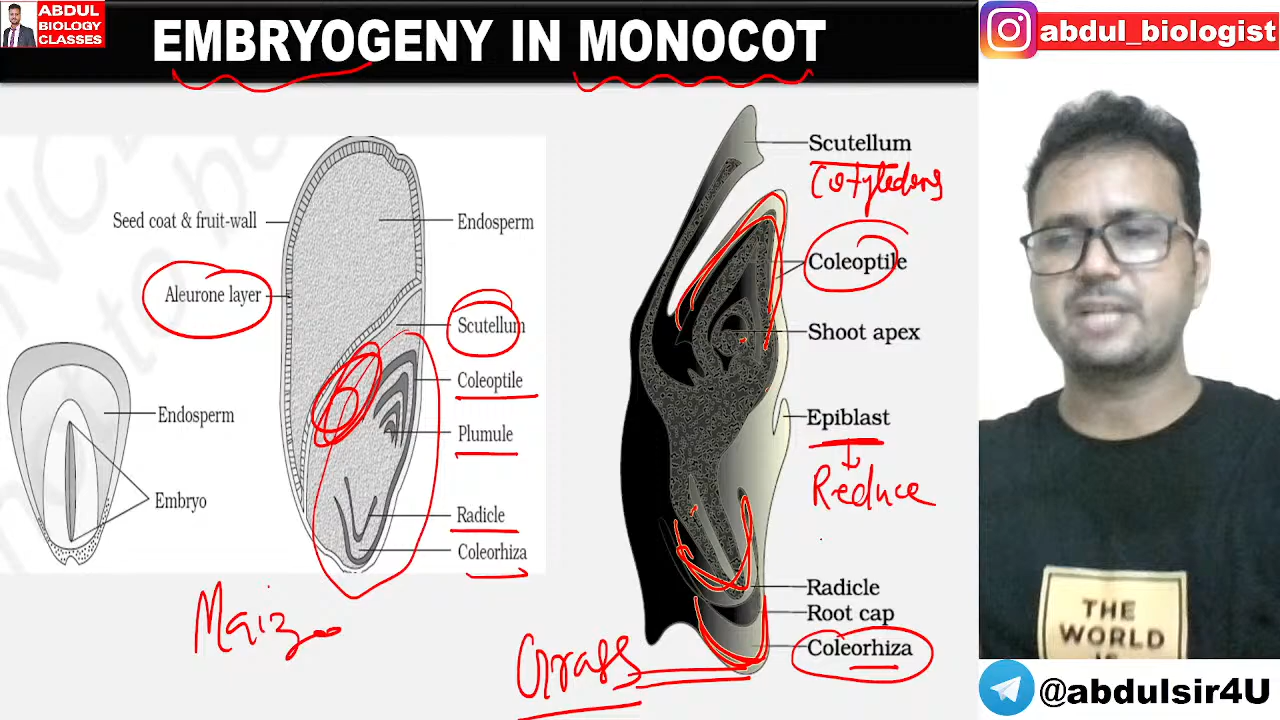 ABDUL
BIOLOGY
CLASSES
EMBRYOGENY IN MONOCOT
abdul_biologist
Seed coat & fruit-wall
Endosperm
Aleurone layer
Scutellum
Coleoptile
Plumule
Radicle
Coleorhiza
Endosperm
Embryo
Maize
Scutellum
Cotyledons
Coleoptile
Shoot apex
Epiblast
Reduce
Radicle
Root cap
Coleorhiza
Grass
THE
WORLD
@abdulsir4U